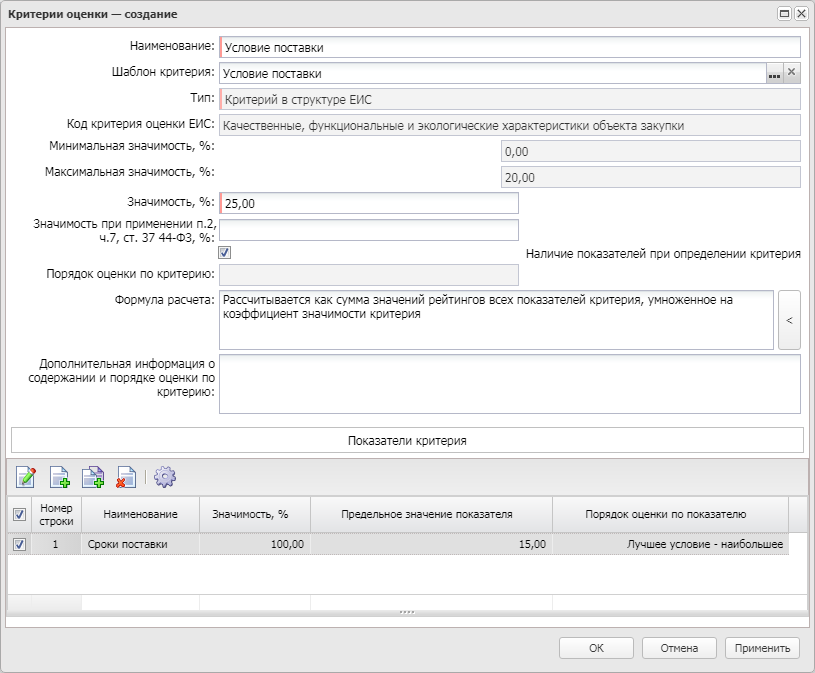 Критерии оценки — создание
Наименование: Условие поставки
Шаблон критерия: Условие поставки
Тип: Критерий в структуре ЕИС
Код критерия оценки ЕИС: Качественные, функциональные и экологические характеристики объекта закупки
Минимальная значимость, %: 0,00
Максимальная значимость, %: 20,00
Значимость, %: 25,00
Значимость при применении п.2,
ч.7, ст. 37 44-ФЗ, %:
Наличие показателей при определении критерия
Порядок оценки по критерию:
Формула расчета: Рассчитывается как сумма значений рейтингов всех показателей критерия, умноженное на
коэффициент значимости критерия
<
Дополнительная информация о
содержании и порядке оценки по
критерию:
Показатели критерия
Номер
строки
Наименование
Значимость, %
Предельное значение показателя
Порядок оценки по показателю
1 Сроки поставки 100,00 15,00 Лучшее условие - наибольшее
ОК Отмена Применить